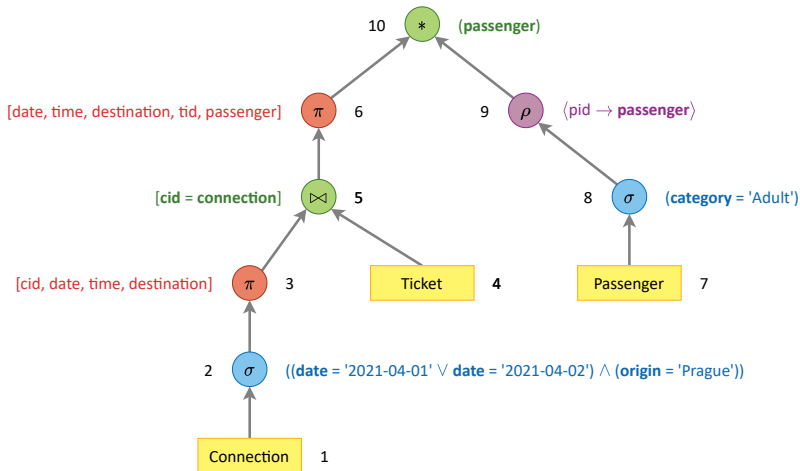 10 * (passenger)
[date, time, destination, tid, passenger] π 6 9 ρ ⟨pid → passenger⟩
[cid = connection] ⋈ 5 8 σ (category = 'Adult')
[cid, date, time, destination] π 3 Ticket 4 Passenger 7
2 σ ((date = '2021-04-01' ∨ date = '2021-04-02') ∧ (origin = 'Prague'))
Connection 1